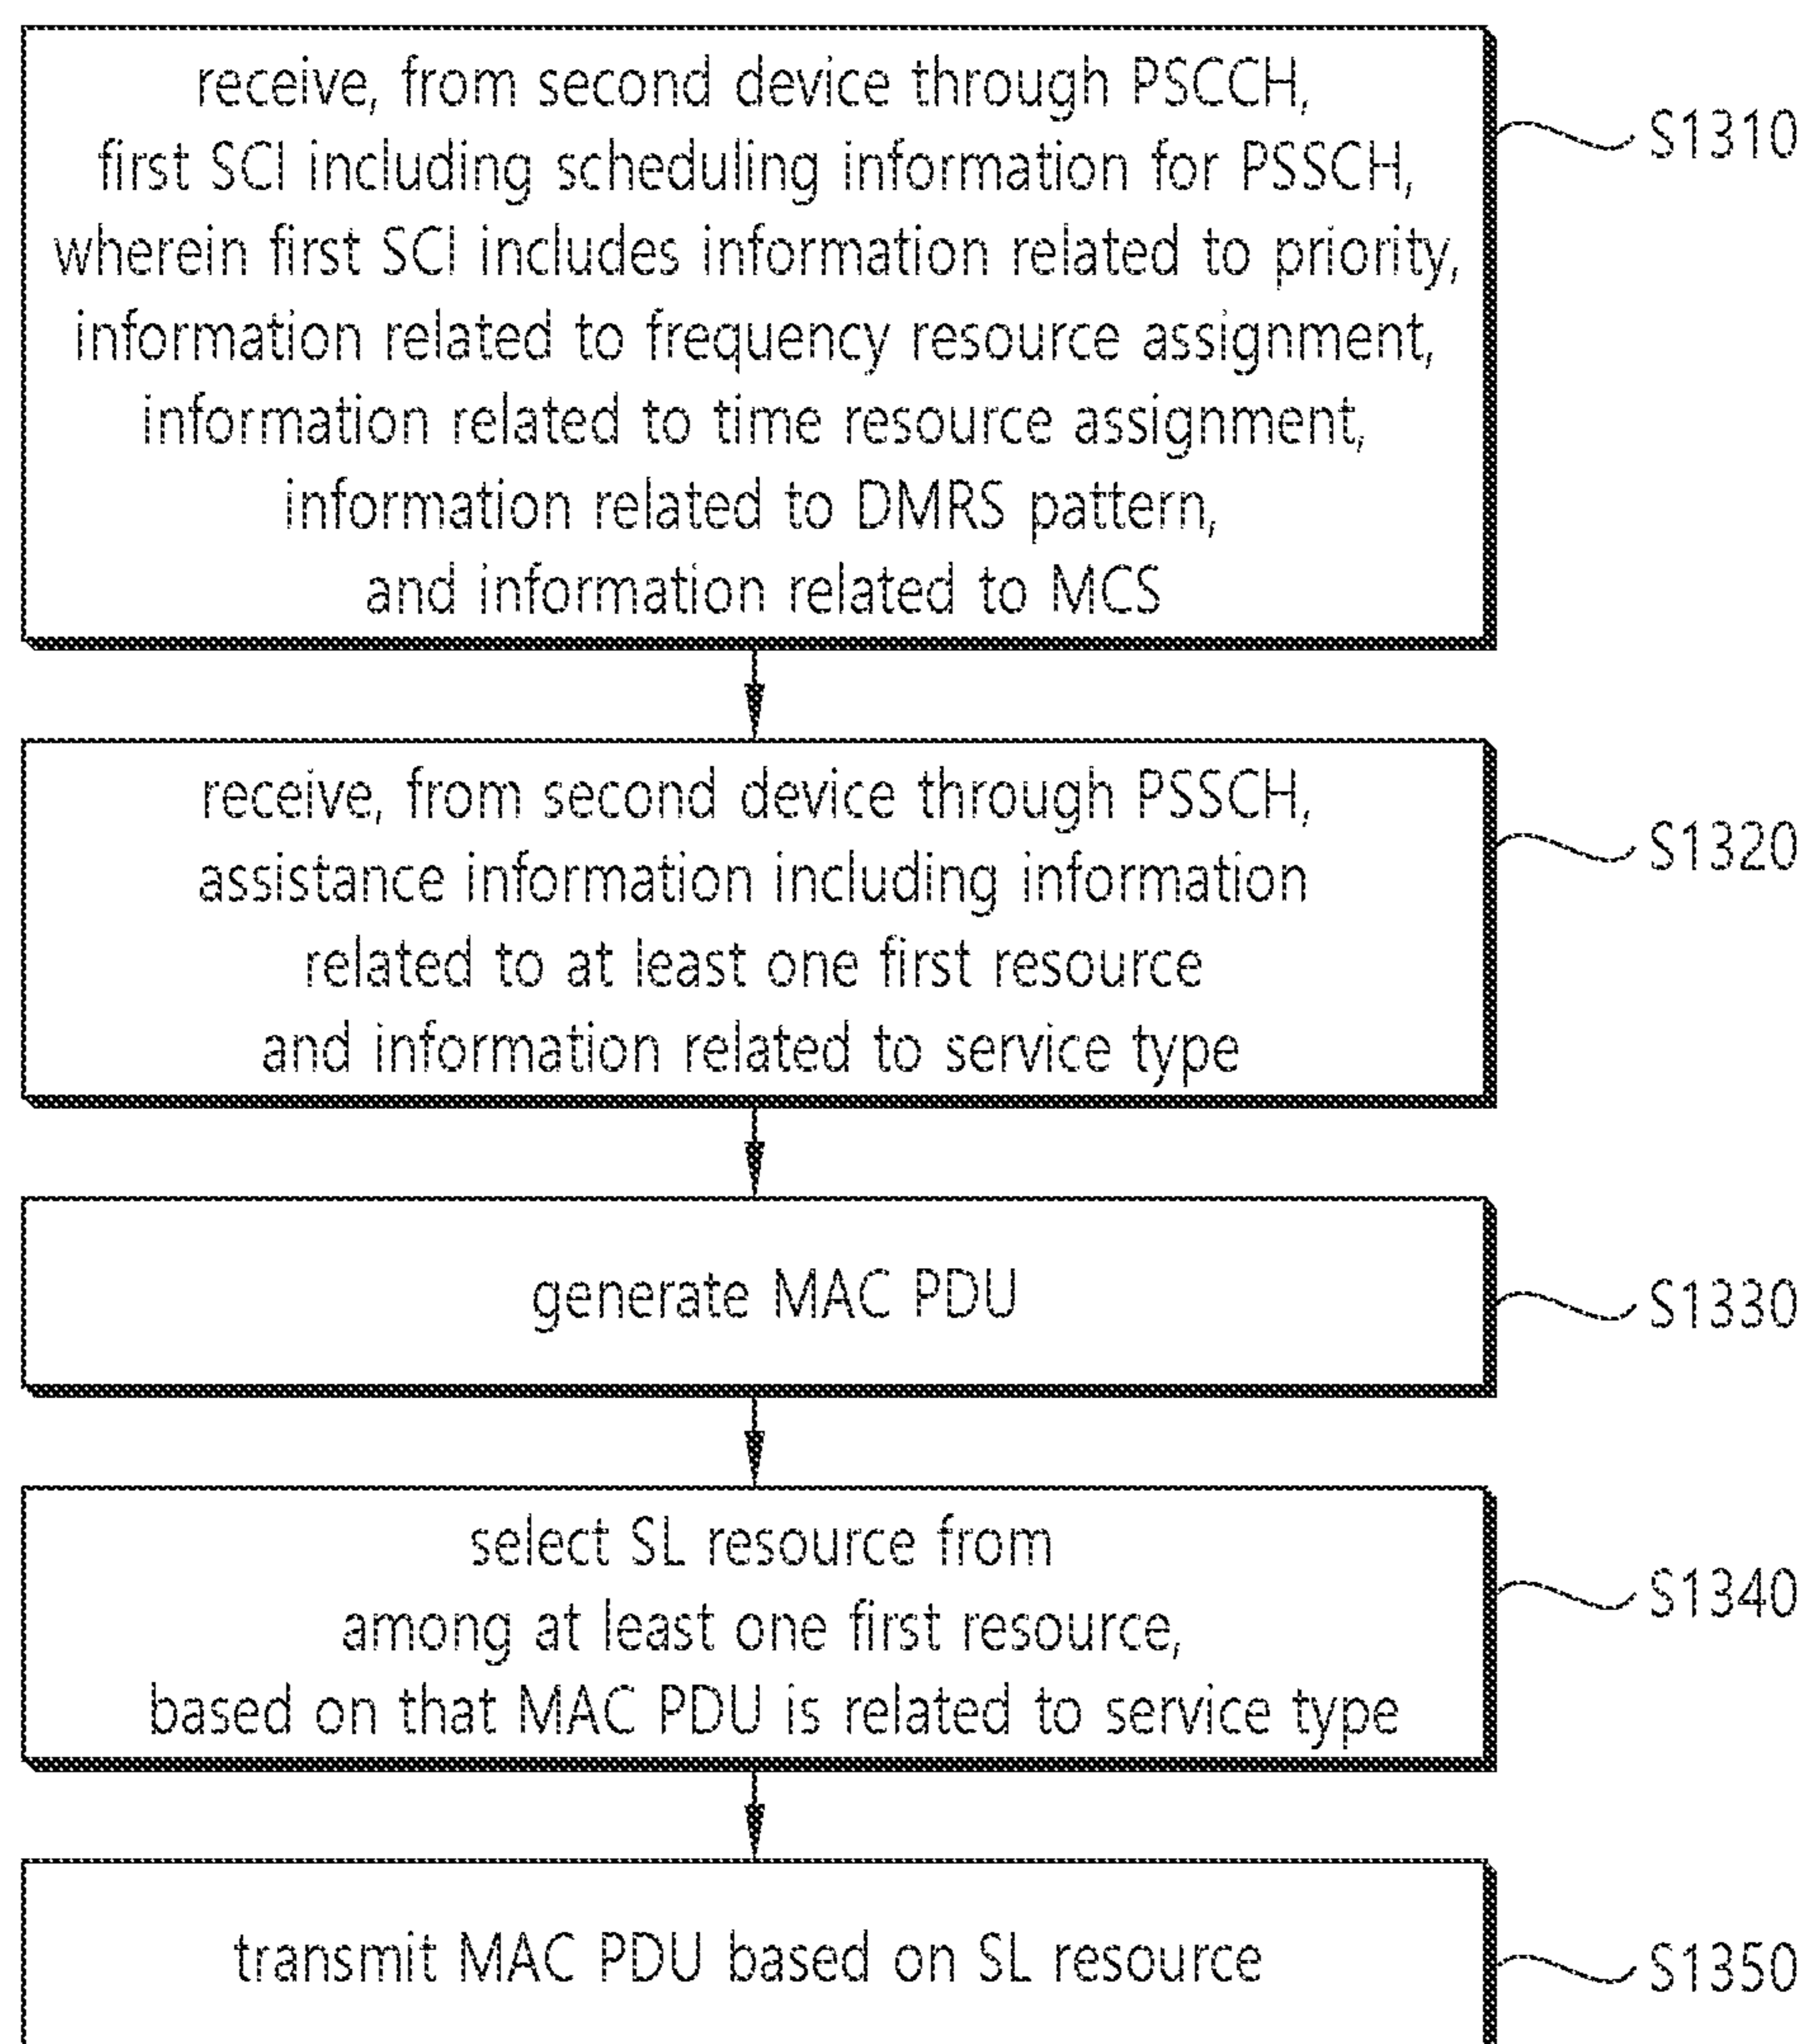 receive, from second device through PSCCH,
first SCI including scheduling information for PSSCH,
wherein first SCI includes information related to priority,
information related to frequency resource assignment,
information related to time resource assignment,
information related to DMRS pattern,
and information related to MCS
S1310
receive, from second device through PSSCH,
assistance information including information
related to at least one first resource
and information related to service type
S1320
generate MAC PDU
S1330
select SL resource from
among at least one first resource,
based on that MAC PDU is related to service type
S1340
transmit MAC PDU based on SL resource
S1350